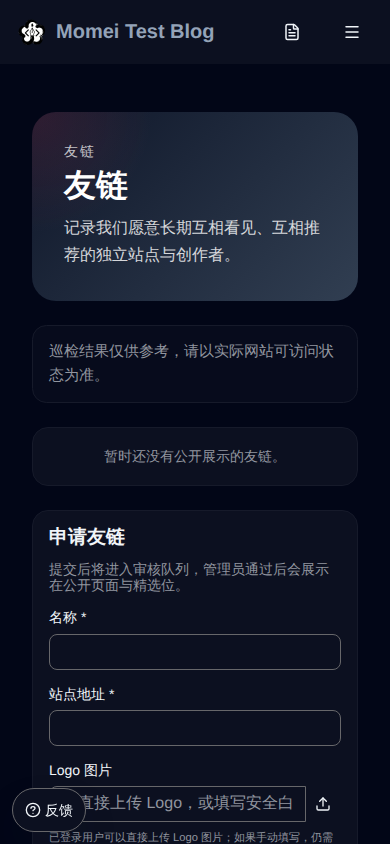 Momei Test Blog
友链
友链
记录我们愿意长期互相看见、互相推
荐的独立站点与创作者。
巡检结果仅供参考，请以实际网站可访问状
态为准。
暂时还没有公开展示的友链。
申请友链
提交后将进入审核队列，管理员通过后会展示
在公开页面与精选位。
名称 *
站点地址 *
Logo 图片
直接上传 Logo，或填写安全白
反馈
已登录用户可以直接上传 Logo 图片；如果手动填写，仍需